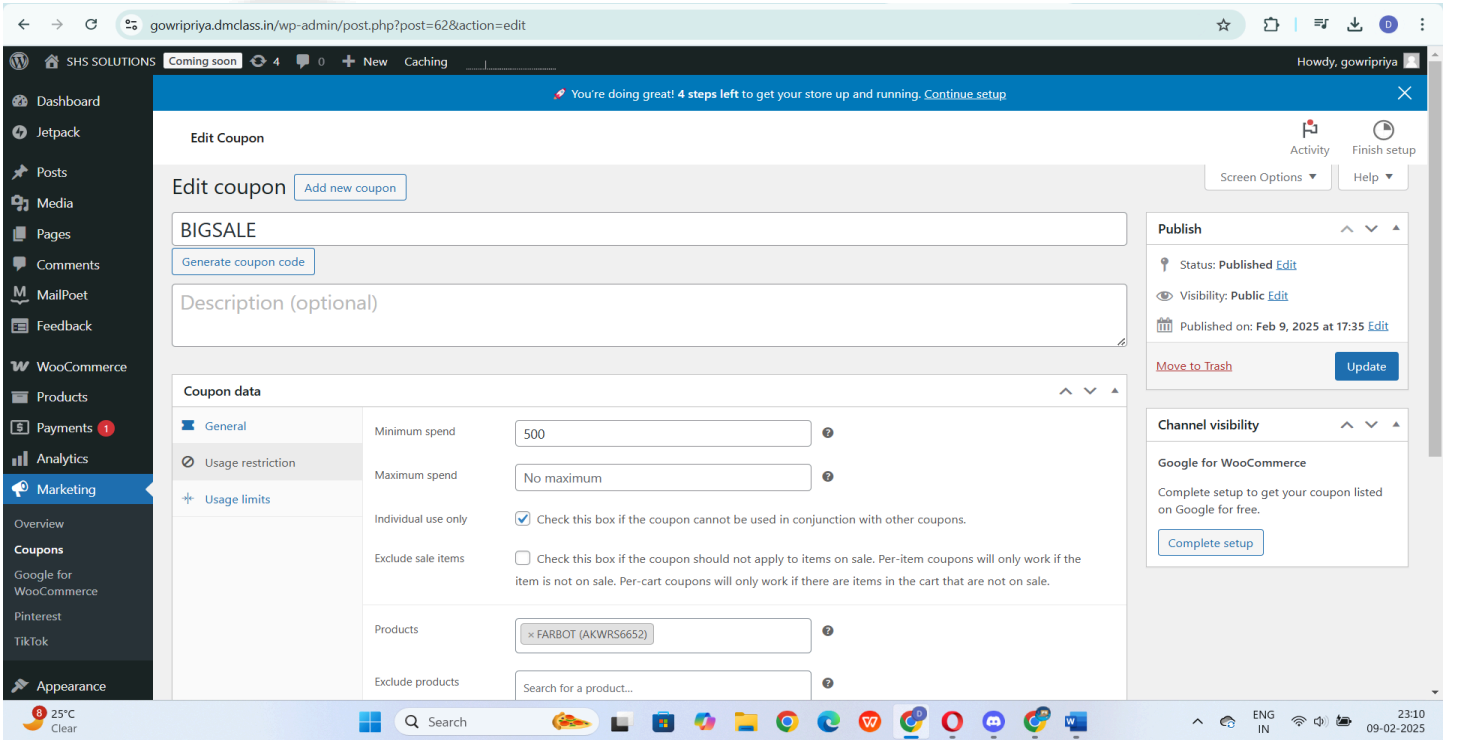 gowripriya.dmclass.in/wp-admin/post.php?post=62&action=edit
D
SHS SOLUTIONS Coming soon 4 0 New Caching
Howdy, gowripriya
🚀 You're doing great! 4 steps left to get your store up and running. Continue setup
Dashboard
Jetpack
Posts
Media
Pages
Comments
MailPoet
Feedback
WooCommerce
Products
Payments 1
Analytics
Marketing
Overview
Coupons
Google for
WooCommerce
Pinterest
TikTok
Appearance
Edit Coupon
Activity
Finish setup
Screen Options
Help
Edit coupon Add new coupon
BIGSALE
Generate coupon code
Description (optional)
Coupon data
General
Usage restriction
Usage limits
Minimum spend 500
Maximum spend No maximum
Individual use only Check this box if the coupon cannot be used in conjunction with other coupons.
Exclude sale items Check this box if the coupon should not apply to items on sale. Per-item coupons will only work if the
item is not on sale. Per-cart coupons will only work if there are items in the cart that are not on sale.
Products × FARBOT (AKWRS6652)
Exclude products Search for a product...
Publish
Status: Published Edit
Visibility: Public Edit
Published on: Feb 9, 2025 at 17:35 Edit
Move to Trash Update
Channel visibility
Google for WooCommerce
Complete setup to get your coupon listed
on Google for free.
Complete setup
8
25°C
Clear
Search
ENG
IN
23:10
09-02-2025